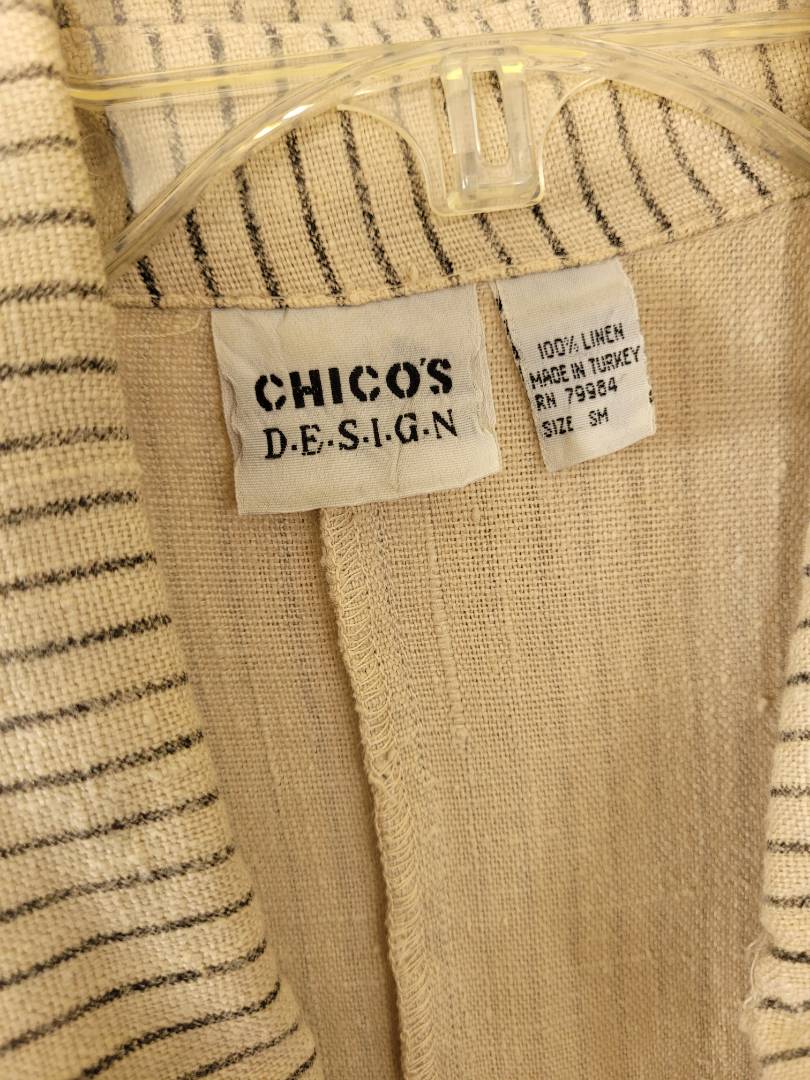 CHICO'S
D·E·S·I·G·N
100% LINEN
MADE IN TURKEY
RN 79984
SIZE SM